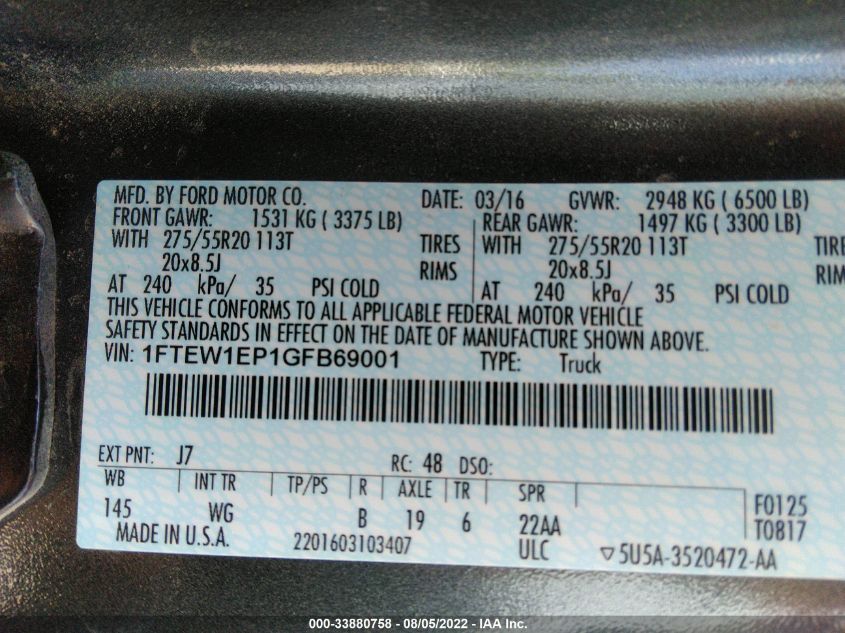 MFD. BY FORD MOTOR CO. DATE: 03/16 GVWR: 2948 KG ( 6500 LB)
FRONT GAWR: 1531 KG ( 3375 LB) REAR GAWR: 1497 KG ( 3300 LB)
WITH 275/55R20 113T TIRES WITH 275/55R20 113T TIRE
20x8.5J RIMS 20x8.5J RIM
AT 240 kPa/ 35 PSI COLD AT 240 kPa/ 35 PSI COLD
THIS VEHICLE CONFORMS TO ALL APPLICABLE FEDERAL MOTOR VEHICLE
SAFETY STANDARDS IN EFFECT ON THE DATE OF MANUFACTURE SHOWN ABOVE.
VIN: 1FTEW1EP1GFB69001 TYPE: Truck
EXT PNT: J7 RC: 48 DSO:
WB INT TR TP/PS R AXLE TR SPR F0125
145 WG B 19 6 22AA T0817
MADE IN U.S.A. 2201603103407 ULC ▽5U5A-3520472-AA
000-33880758 - 08/05/2022 - IAA Inc.